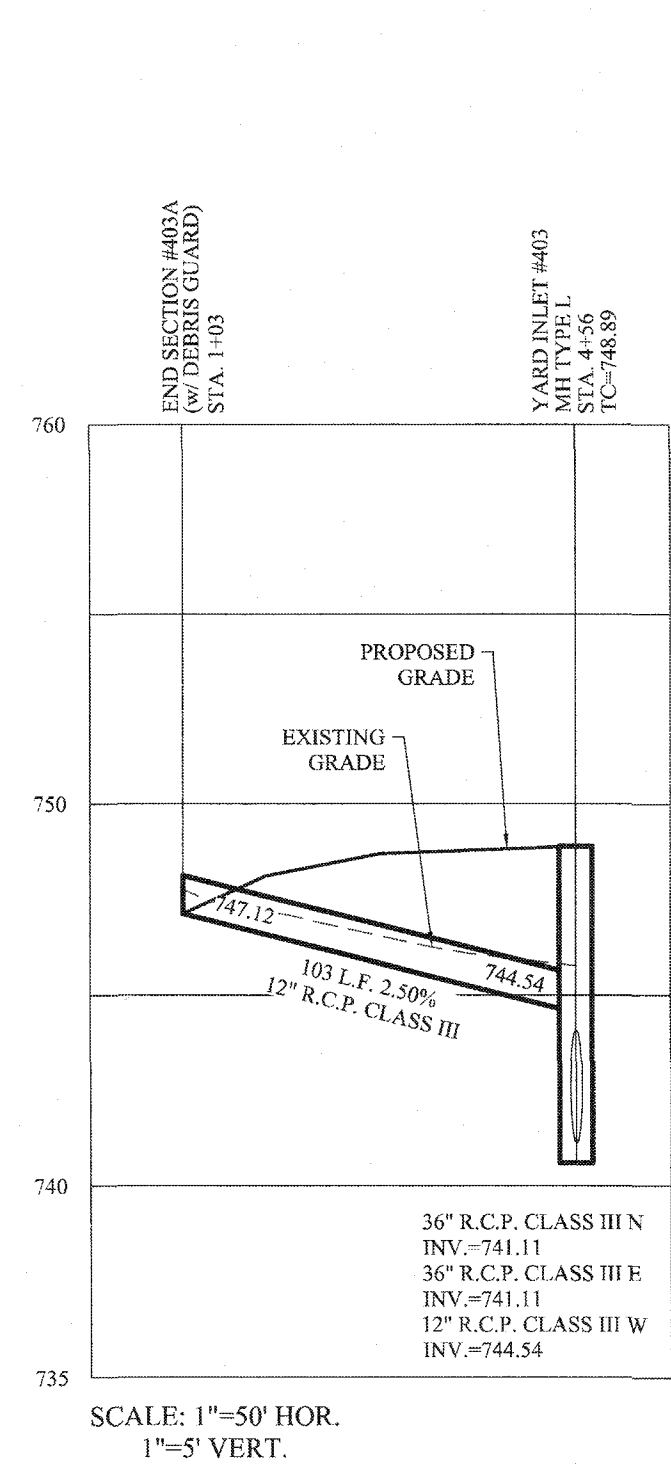 END SECTION #403A
(w/ DEBRIS GUARD)
STA. 1+03
YARD INLET #403
MH TYPE L
STA. 4+56
TC=748.89
760
PROPOSED
GRADE
EXISTING
GRADE
750
747.12
744.54
103 L.F. 2.50%
12" R.C.P. CLASS III
740
36" R.C.P. CLASS III N
INV.=741.11
36" R.C.P. CLASS III E
INV.=741.11
12" R.C.P. CLASS III W
INV.=744.54
735
SCALE: 1"=50' HOR.
1"=5' VERT.